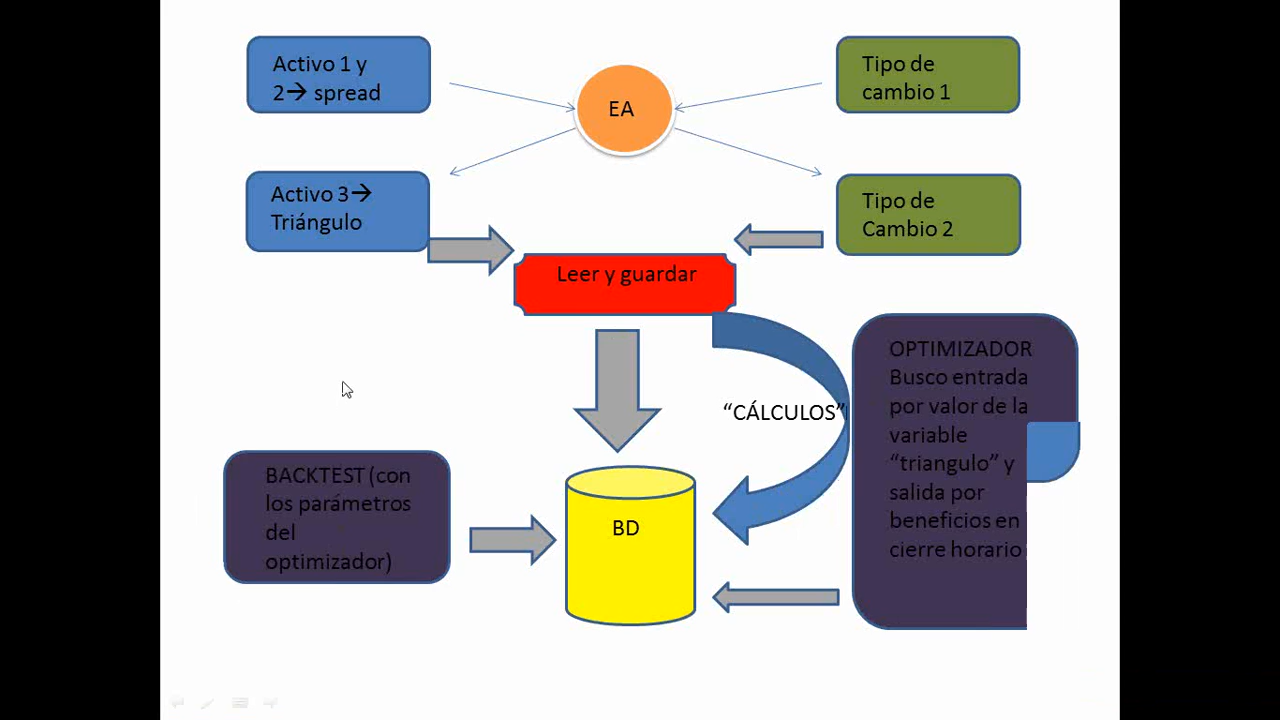 Activo 1 y
2→ spread
EA
Tipo de
cambio 1
Activo 3→
Triángulo
Tipo de
Cambio 2
Leer y guardar
"CÁLCULOS"
OPTIMIZADOR
Busco entrada
por valor de la
variable
"triangulo" y
salida por
beneficios en
cierre horario
BACKTEST (con
los parámetros
del
optimizador)
BD